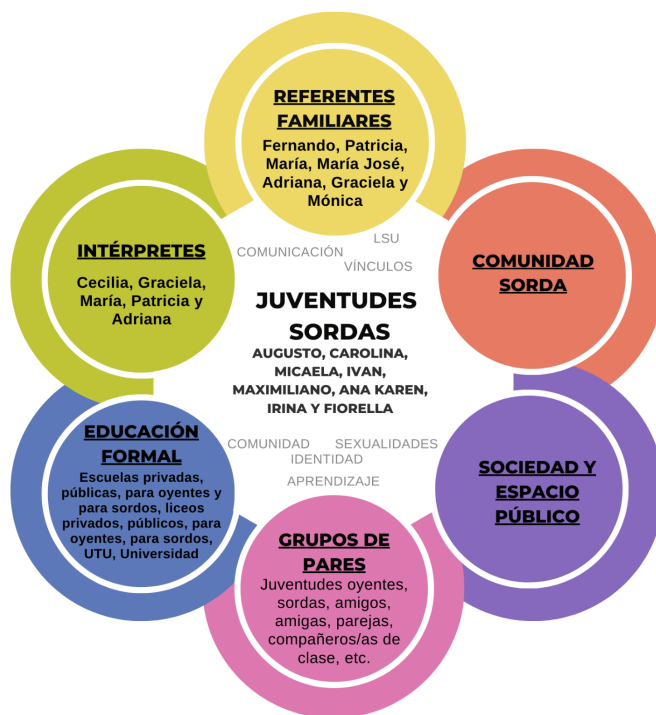 REFERENTES
FAMILIARES
Fernando, Patricia,
María, María José,
Adriana, Graciela y
Mónica
INTÉRPRETES
Cecilia, Graciela,
María, Patricia y
Adriana
COMUNICACIÓN
LSU
VÍNCULOS
COMUNIDAD
SORDA
JUVENTUDES
SORDAS
AUGUSTO, CAROLINA,
MICAELA, IVAN,
MAXIMILIANO, ANA KAREN,
IRINA Y FIORELLA
EDUCACIÓN
FORMAL
Escuelas privadas,
públicas, para oyentes y
para sordos, liceos
privados, públicos, para
oyentes, para sordos,
UTU, Universidad
COMUNIDAD
SEXUALIDADES
IDENTIDAD
APRENDIZAJE
SOCIEDAD Y
ESPACIO
PÚBLICO
GRUPOS DE
PARES
Juventudes oyentes,
sordas, amigos,
amigas, parejas,
compañeros/as de
clase, etc.